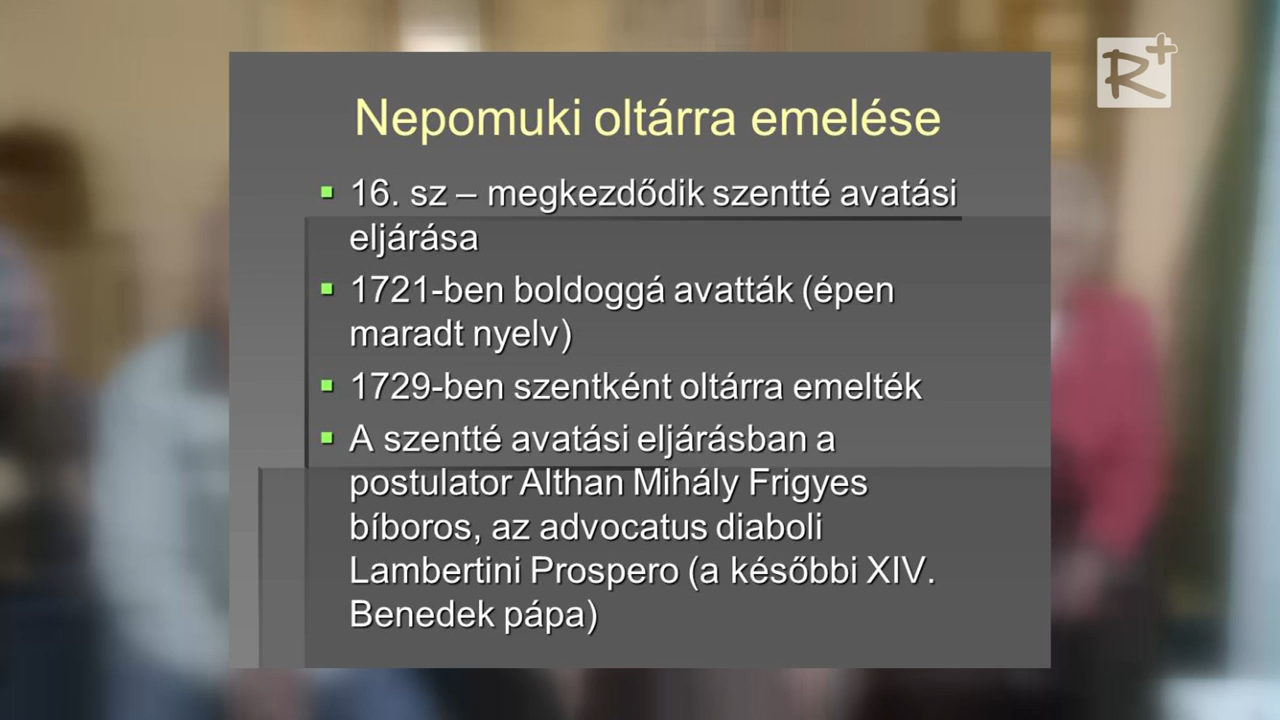 R+
Nepomuki oltárra emelése
16. sz – megkezdődik szentté avatási
eljárása
1721-ben boldoggá avatták (épen
maradt nyelv)
1729-ben szentként oltárra emelték
A szentté avatási eljárásban a
postulator Althan Mihály Frigyes
bíboros, az advocatus diaboli
Lambertini Prospero (a későbbi XIV.
Benedek pápa)